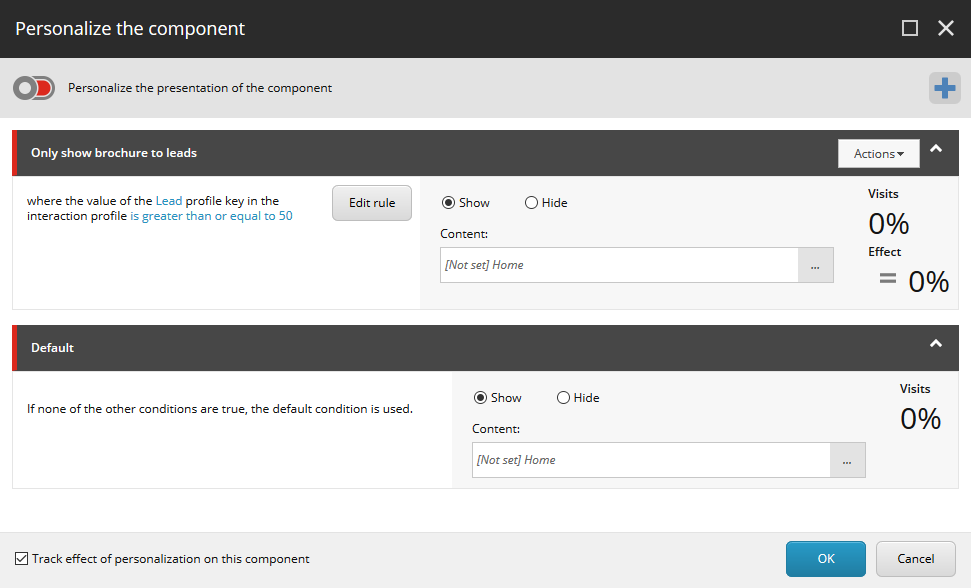 Personalize the component
Personalize the presentation of the component
Only show brochure to leads
Actions
where the value of the Lead profile key in the
interaction profile is greater than or equal to 50
Edit rule
Show
Hide
Content:
[Not set] Home
...
Visits
0%
Effect
= 0%
Default
If none of the other conditions are true, the default condition is used.
Show
Hide
Content:
[Not set] Home
...
Visits
0%
Track effect of personalization on this component
OK
Cancel